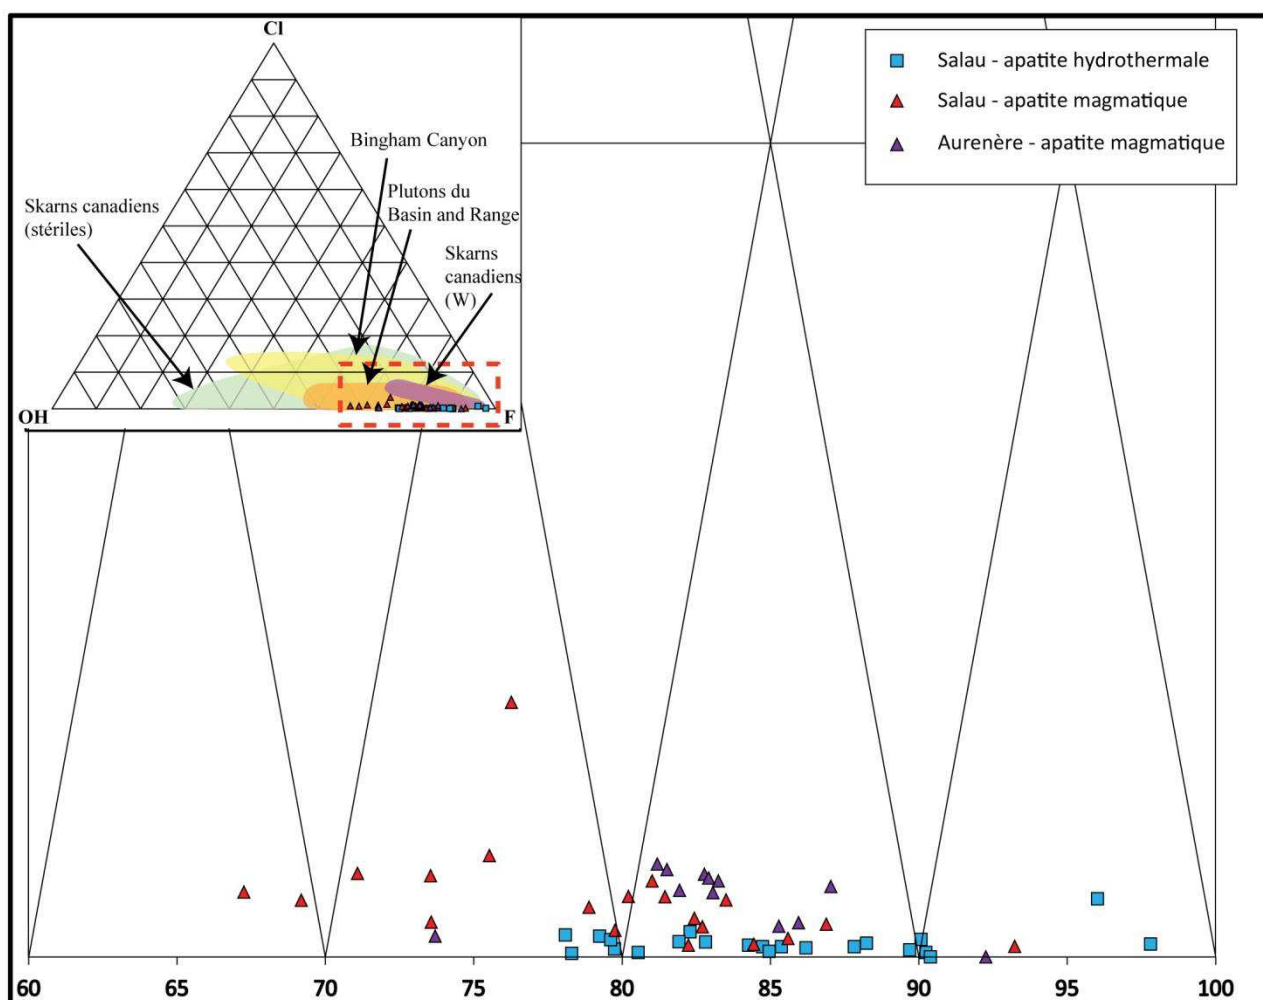 Cl
Bingham Canyon
Plutons du
Basin and Range
Skarns canadiens
(stériles)
Skarns
canadiens
(W)
OH
F
Salau - apatite hydrothermale
Salau - apatite magmatique
Aurenère - apatite magmatique
60 65 70 75 80 85 90 95 100